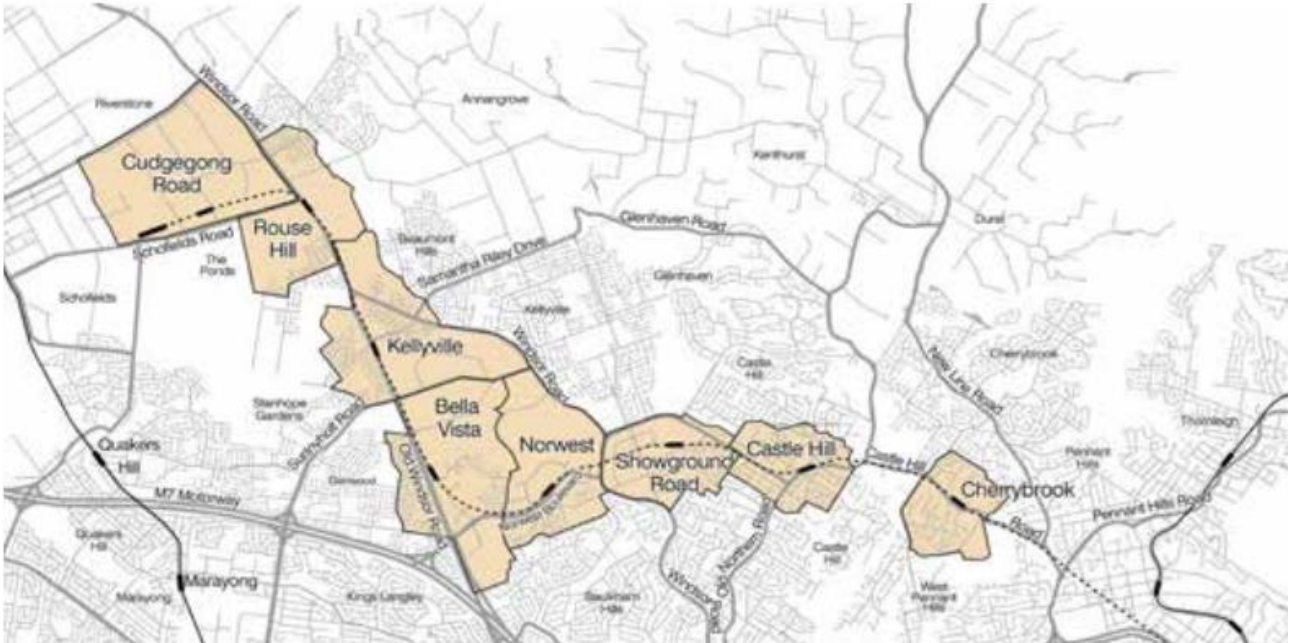 Windsor Road
Riverstone
Annangrove
Cudgegong
Road
Kenthurst
Schofields Road
Rouse
Hill
The
Ponds
Beaumont
Hills
Samantha Riley Drive
Glenhaven Road
Dural
Glenhaven
Schofields
Kellyville
Kellyville
Windsor Road
New Line Road
Cherrybrook
Castle
Hill
Stanhope
Gardens
Sunnyholt Road
Bella
Vista
Norwest
Thornleigh
Quakers
Hill
Old Windsor Road
Showground
Road
Castle Hill
Castle Hill
Road
Pennant
Hills
Cherrybrook
M7 Motorway
Glenwood
Norwest Boulevard
Pennant Hills Road
Quakers
Hill
Old Northern Road
Castle
Hill
Windsor Road
Marayong
Marayong
Kings Langley
Baulkham
Hills
West
Pennant
Hills